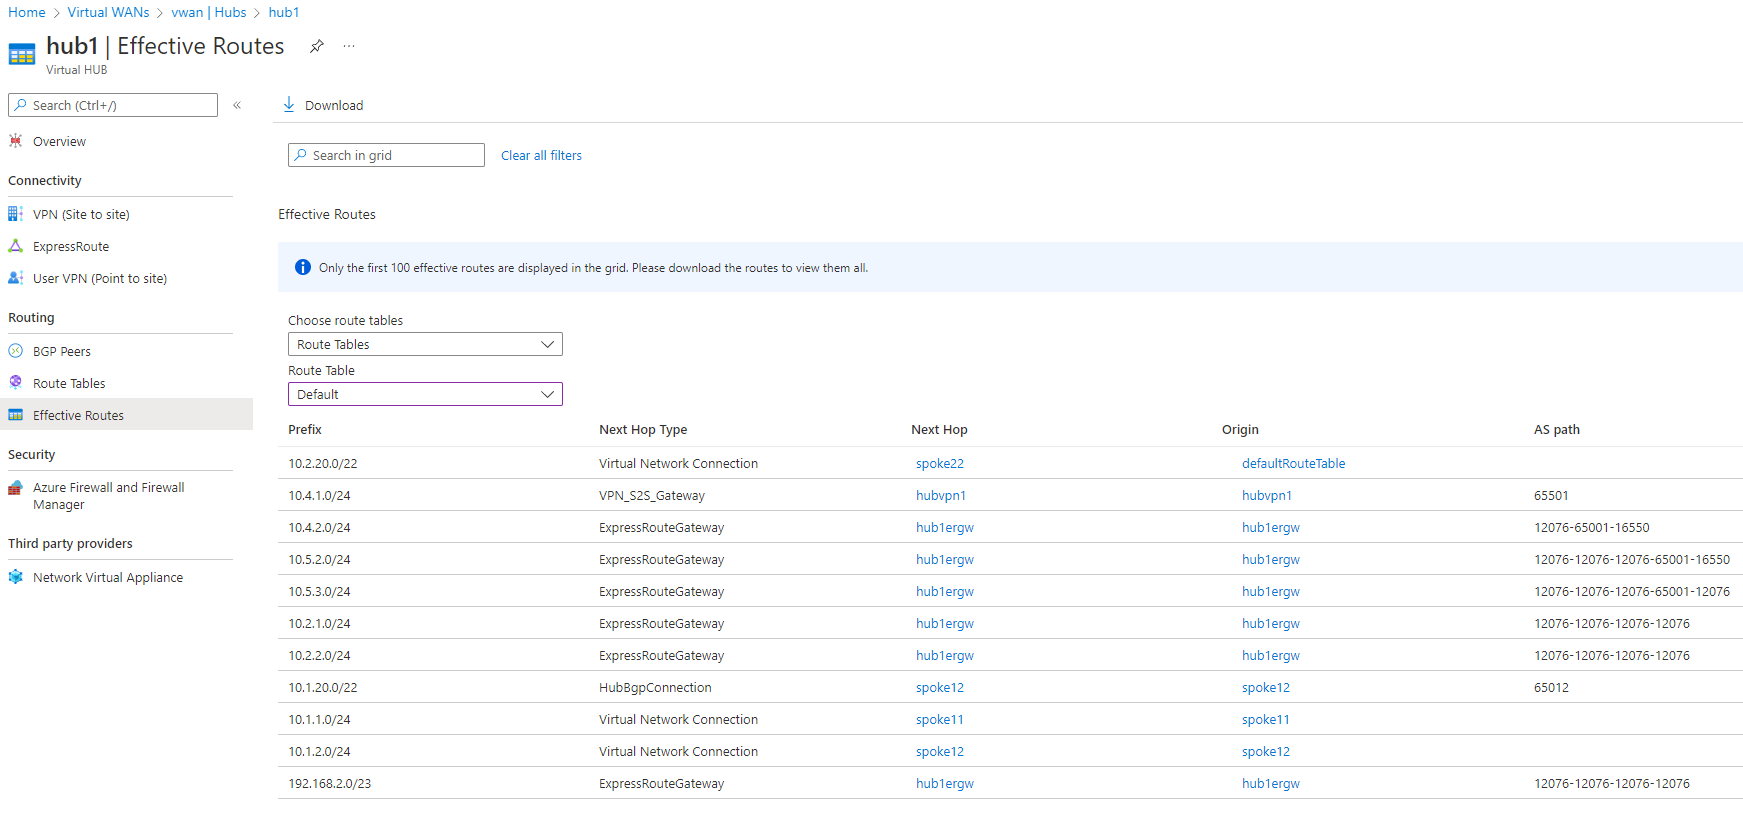 Home > Virtual WANs > vwan | Hubs > hub1
hub1 | Effective Routes
Virtual HUB
Search (Ctrl+/)
Overview
Connectivity
VPN (Site to site)
ExpressRoute
User VPN (Point to site)
Routing
BGP Peers
Route Tables
Effective Routes
Security
Azure Firewall and Firewall
Manager
Third party providers
Network Virtual Appliance
Download
Search in grid Clear all filters
Effective Routes
Only the first 100 effective routes are displayed in the grid. Please download the routes to view them all.
Choose route tables
Route Tables
Route Table
Default
Prefix Next Hop Type Next Hop Origin AS path
10.2.20.0/22 Virtual Network Connection spoke22 defaultRouteTable
10.4.1.0/24 VPN_S2S_Gateway hubvpn1 hubvpn1 65501
10.4.2.0/24 ExpressRouteGateway hub1ergw hub1ergw 12076-65001-16550
10.5.2.0/24 ExpressRouteGateway hub1ergw hub1ergw 12076-12076-12076-65001-16550
10.5.3.0/24 ExpressRouteGateway hub1ergw hub1ergw 12076-12076-12076-65001-12076
10.2.1.0/24 ExpressRouteGateway hub1ergw hub1ergw 12076-12076-12076-12076
10.2.2.0/24 ExpressRouteGateway hub1ergw hub1ergw 12076-12076-12076-12076
10.1.20.0/22 HubBgpConnection spoke12 spoke12 65012
10.1.1.0/24 Virtual Network Connection spoke11 spoke11
10.1.2.0/24 Virtual Network Connection spoke12 spoke12
192.168.2.0/23 ExpressRouteGateway hub1ergw hub1ergw 12076-12076-12076-12076